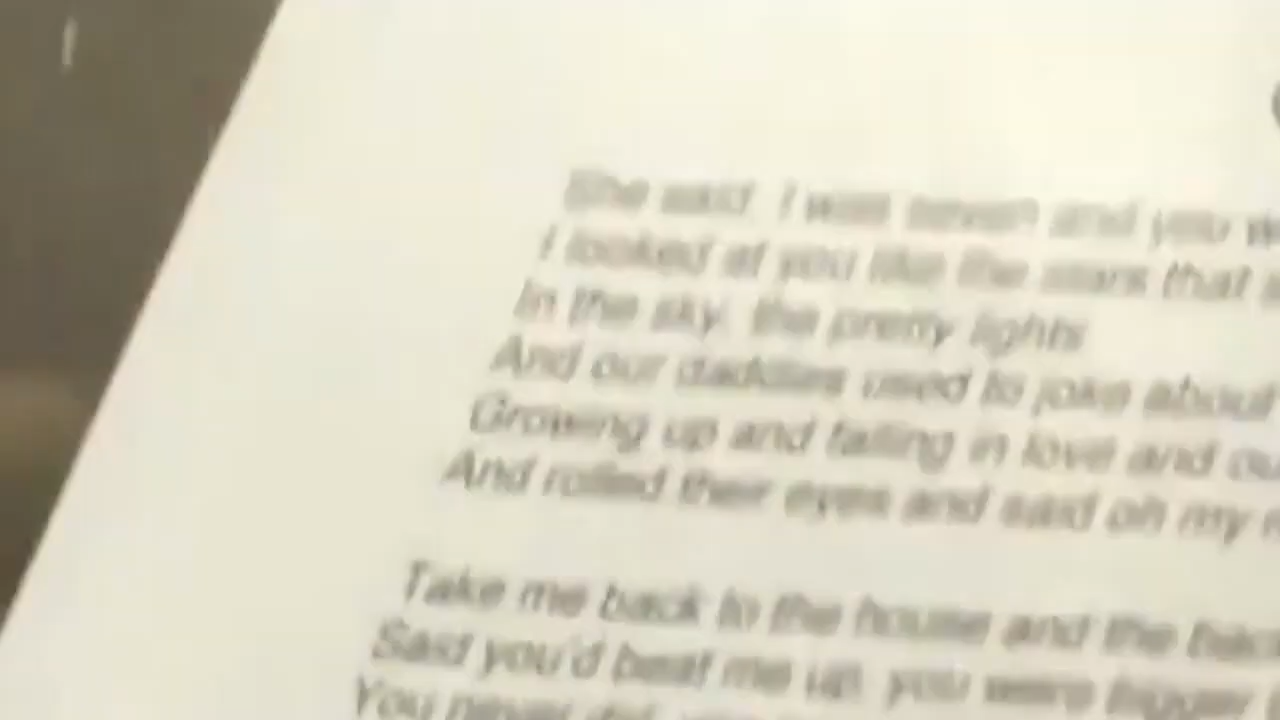 She said, I was seven and you
I looked at you like the stars that
In the sky, the pretty lights
And our daddies used to joke about
Growing up and falling in love and
And rolled their eyes and said oh my
Take me back to the house and the
Said you'd beat me up, you were bigger
You never did,